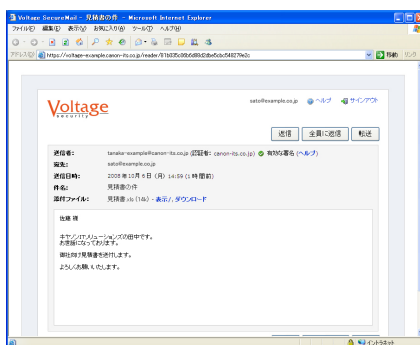 Voltage SecureMail - 見積書の件 - Microsoft Internet Explorer
ファイル(F) 編集(E) 表示(V) お気に入り(A) ツール(T) ヘルプ(H)
アドレス(D) 移動 リンク
Voltage
security
sato@example.co.jp ヘルプ サインアウト
返信 全員に返信 転送
送信者: tanaka-example@canon-its.co.jp (認証者: canon-its.co.jp) 有効な署名 (ヘルプ)
宛先: sato@example.co.jp
送信日時: 2008 年 10 月 6 日 (月) 14:59 (1 時間前)
件名: 見積書の件
添付ファイル: 見積書.xls (14k) - 表示 / ダウンロード
佐藤 様
キヤノンITソリューションズの田中です。
お世話になっております。
御社向け見積書を送付します。
よろしくお願いいたします。
イントラネット